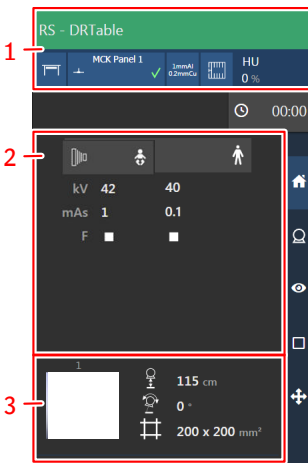 RS - DRTable
1
MCK Panel 1
1mmAl
0.2mmCu
HU
0 %
00:00
2
kV 42 40
mAs 1 0.1
F
3
1
115 cm
0 °
200 x 200 mm²